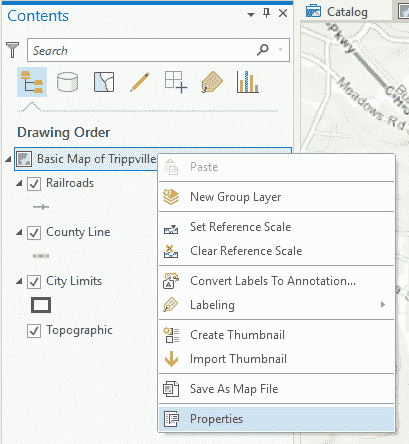 Contents
Catalog
Search
Drawing Order
Basic Map of Trippville
Railroads
County Line
City Limits
Topographic
Paste
New Group Layer
Set Reference Scale
Clear Reference Scale
Convert Labels To Annotation...
Labeling
Create Thumbnail
Import Thumbnail
Save As Map File
Properties
Pkwy
Meadows Rd